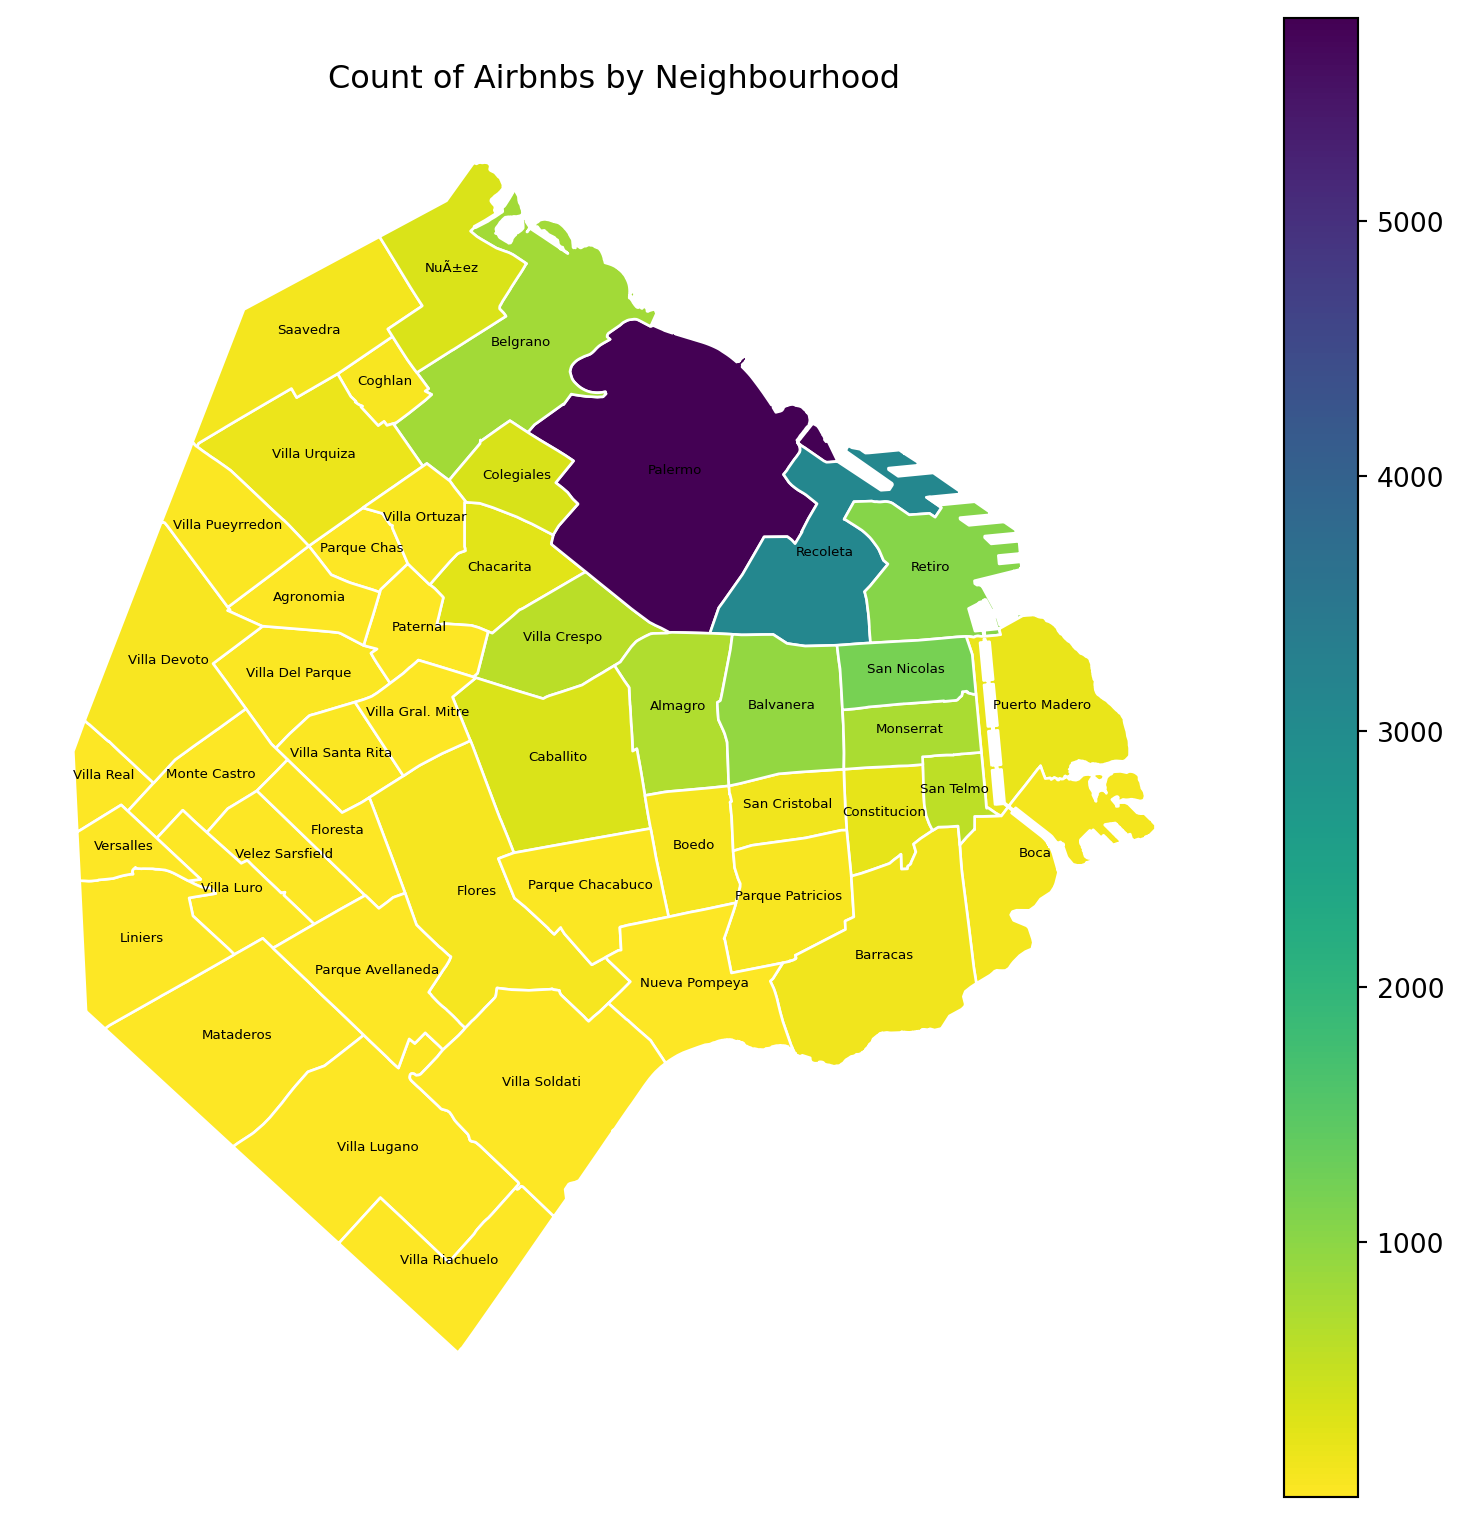 Count of Airbnbs by Neighbourhood
5000
4000
3000
2000
1000
NuÃ±ez
Saavedra
Belgrano
Coghlan
Villa Urquiza
Palermo
Colegiales
Villa Ortuzar
Villa Pueyrredon
Parque Chas
Recoleta
Chacarita
Retiro
Agronomia
Paternal
Villa Crespo
Villa Devoto
San Nicolas
Villa Del Parque
Almagro
Balvanera
Puerto Madero
Villa Gral. Mitre
Monserrat
Villa Santa Rita
Caballito
Villa Real
Monte Castro
San Telmo
San Cristobal
Constitucion
Floresta
Versalles
Boedo
Velez Sarsfield
Boca
Villa Luro
Parque Chacabuco
Flores
Parque Patricios
Liniers
Barracas
Parque Avellaneda
Nueva Pompeya
Mataderos
Villa Soldati
Villa Lugano
Villa Riachuelo